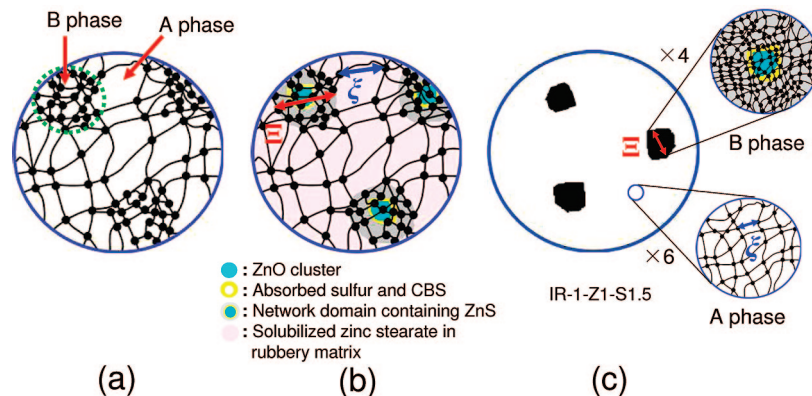 B phase
A phase
ξ
Ξ
×4
Ξ
B phase
ξ
×6
IR-1-Z1-S1.5
A phase
: ZnO cluster
: Absorbed sulfur and CBS
: Network domain containing ZnS
: Solubilized zinc stearate in
rubbery matrix
(a)
(b)
(c)